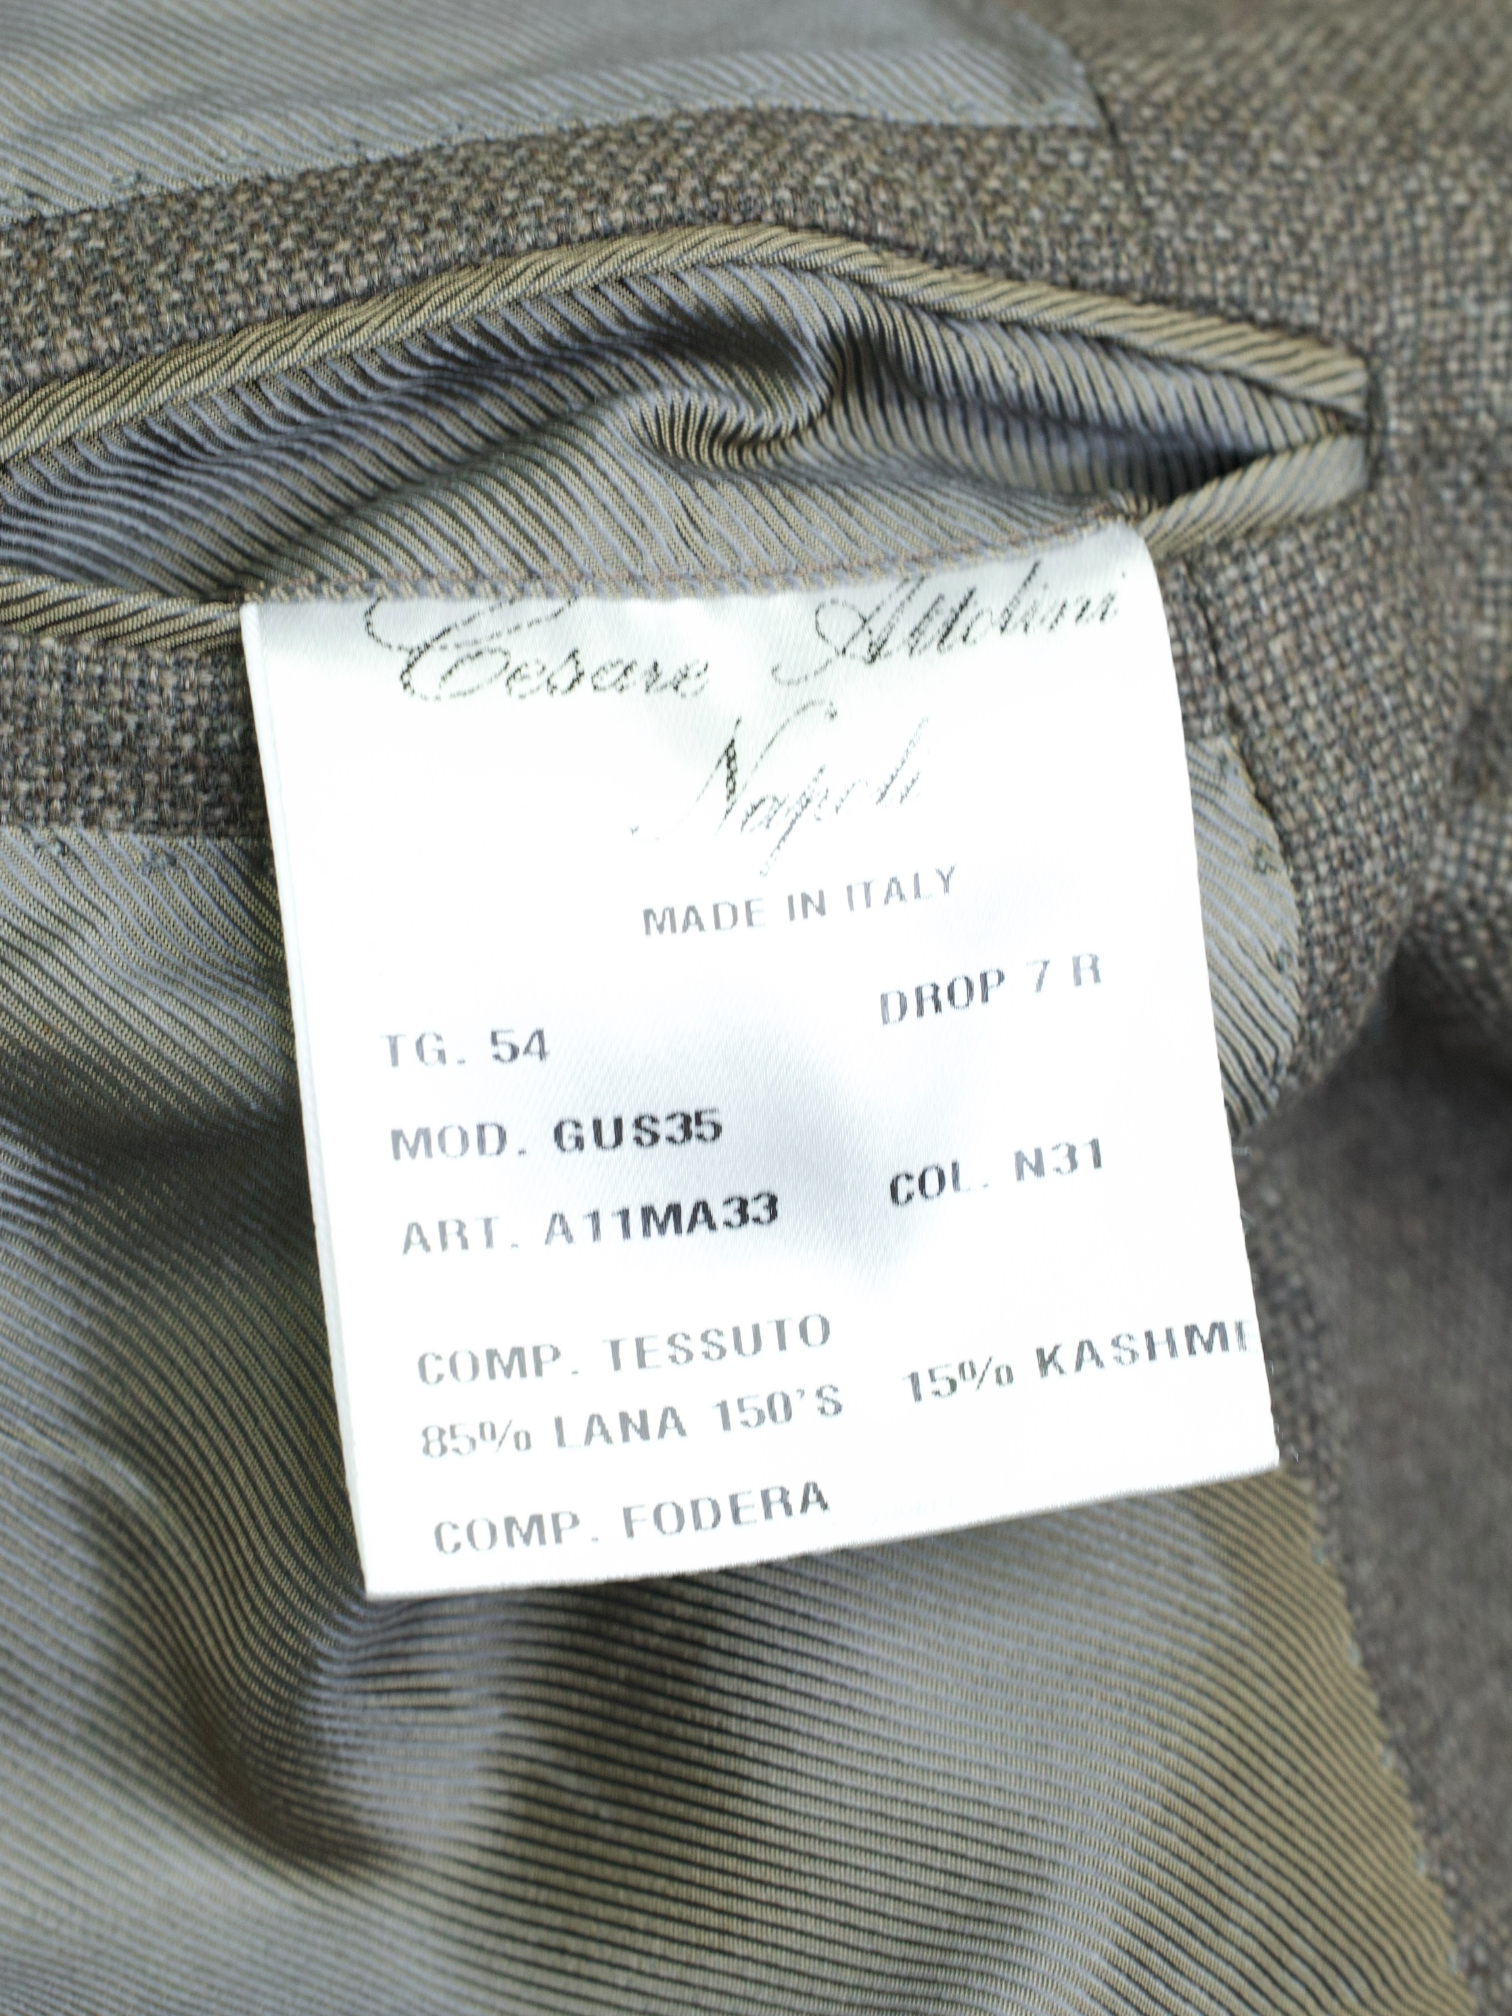 Cesare Attolini
Napoli
MADE IN ITALY
TG. 54 DROP 7 R
MOD. GUS35
ART. A11MA33 COL. N31
COMP. TESSUTO
85% LANA 150'S 15% KASHMI
COMP. FODERA